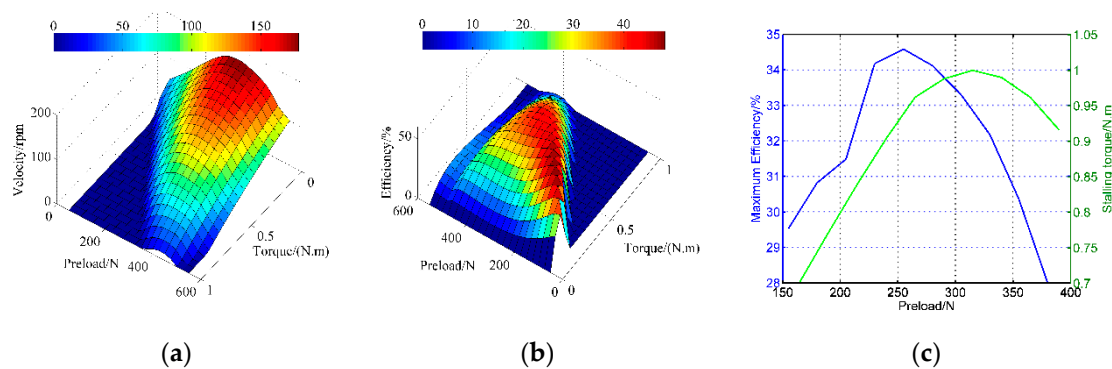 0 50 100 150
200
100
0
Velocity/rpm
0
200
400
600
Preload/N
0
0.5
1
Torque/(N.m)
(a)
0 10 20 30 40
50
0
Efficiency/%
600
400
200
0
Preload/N
1
0.5
0
Torque/(N.m)
(b)
35
34
33
32
31
30
29
28
Maximum Efficiency/%
1.05
1
0.95
0.9
0.85
0.8
0.75
0.7
Stalling torque/N.m
150 200 250 300 350 400
Preload/N
(c)